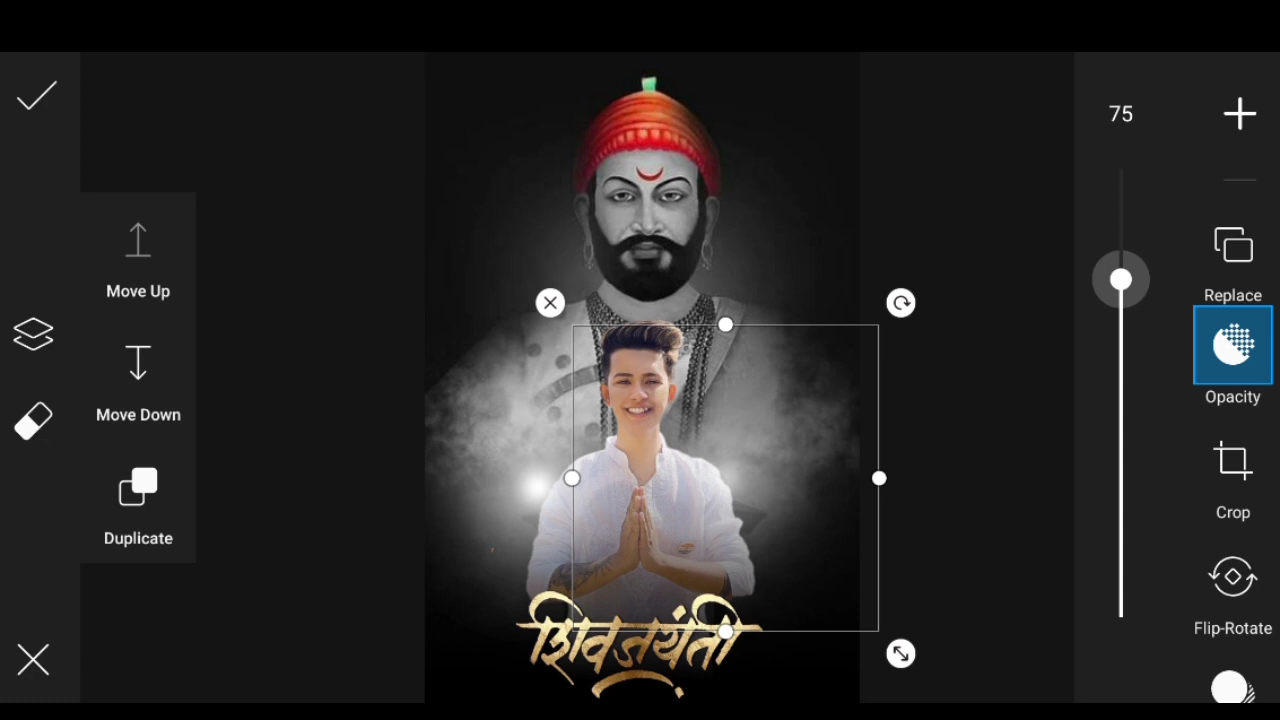 75
Move Up
Replace
Move Down
Opacity
Crop
Duplicate
Flip-Rotate
शिवजयंती